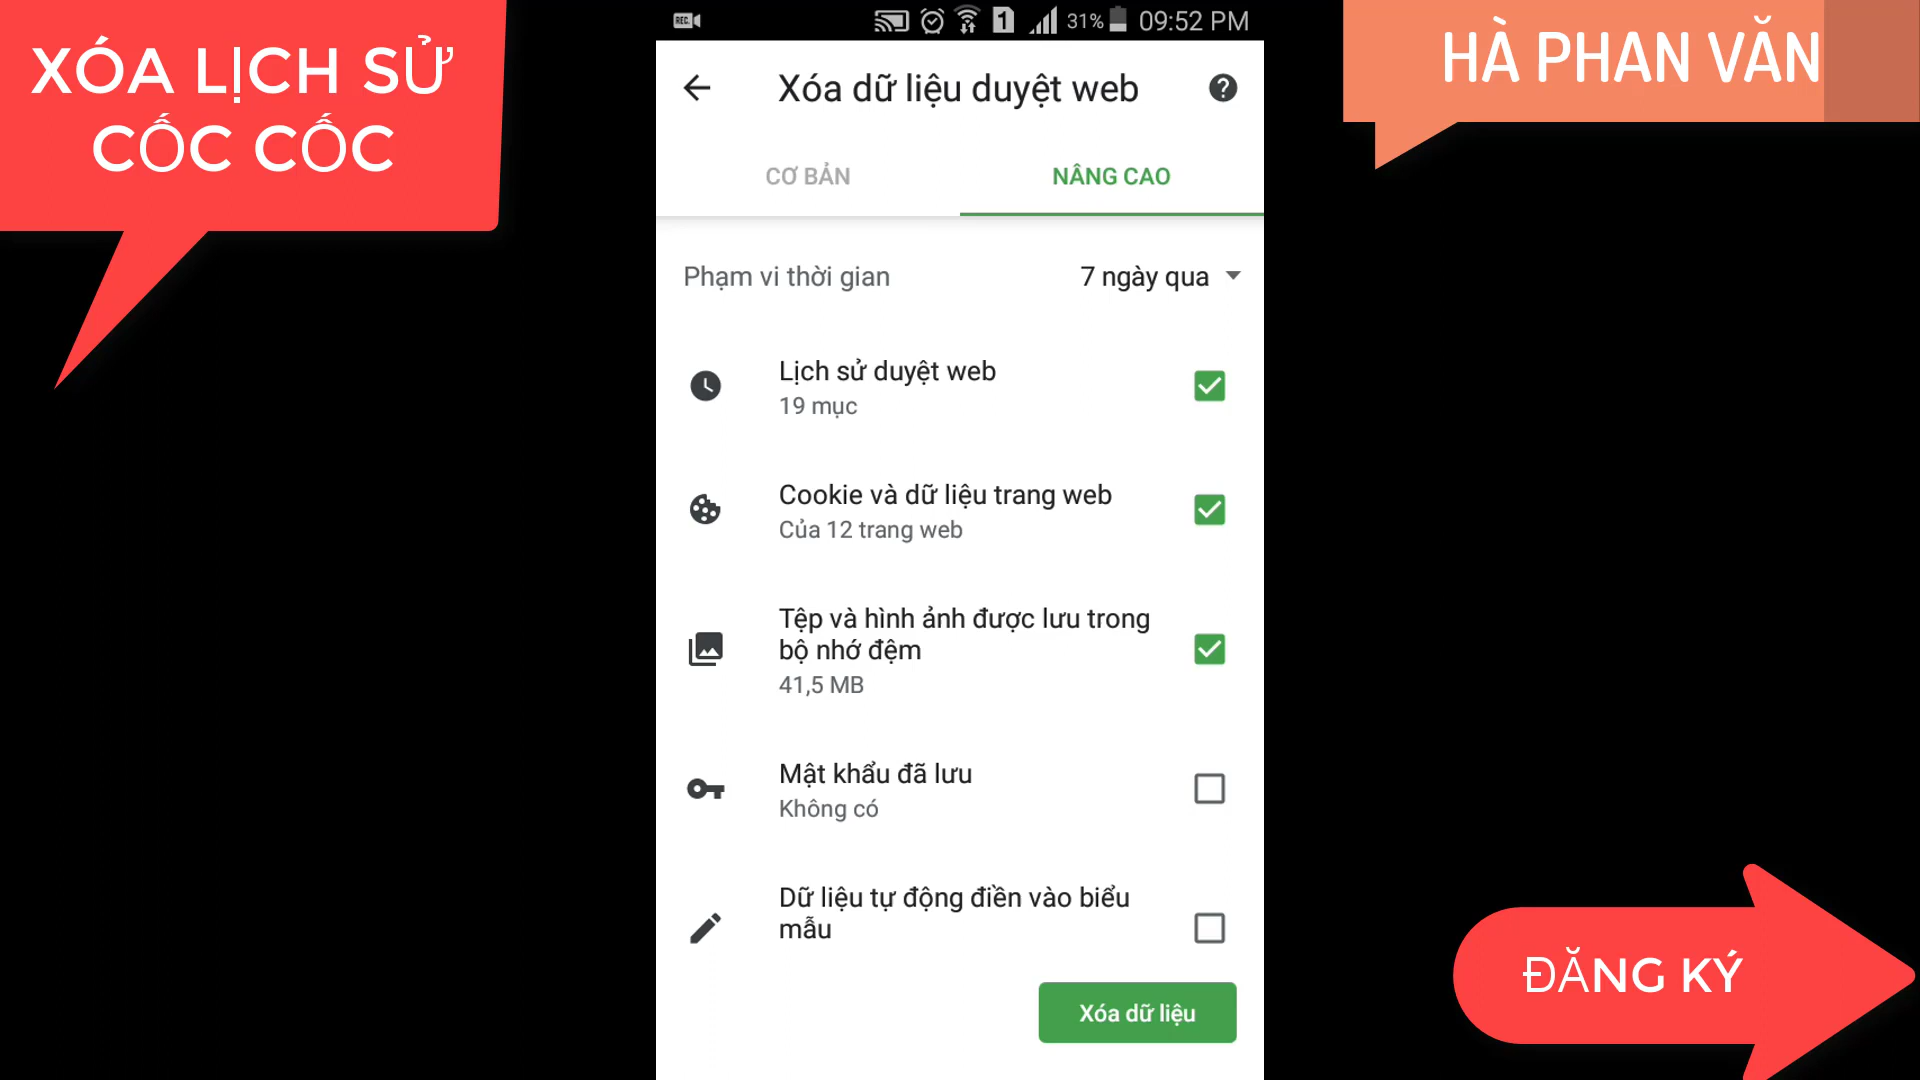 XÓA LỊCH SỬ
CỐC CỐC
HÀ PHAN VĂN
REC
1
31%
09:52 PM
Xóa dữ liệu duyệt web
?
CƠ BẢN
NÂNG CAO
Phạm vi thời gian
7 ngày qua
Lịch sử duyệt web
19 mục
Cookie và dữ liệu trang web
Của 12 trang web
Tệp và hình ảnh được lưu trong
bộ nhớ đệm
41,5 MB
Mật khẩu đã lưu
Không có
Dữ liệu tự động điền vào biểu
mẫu
Xóa dữ liệu
ĐĂNG KÝ